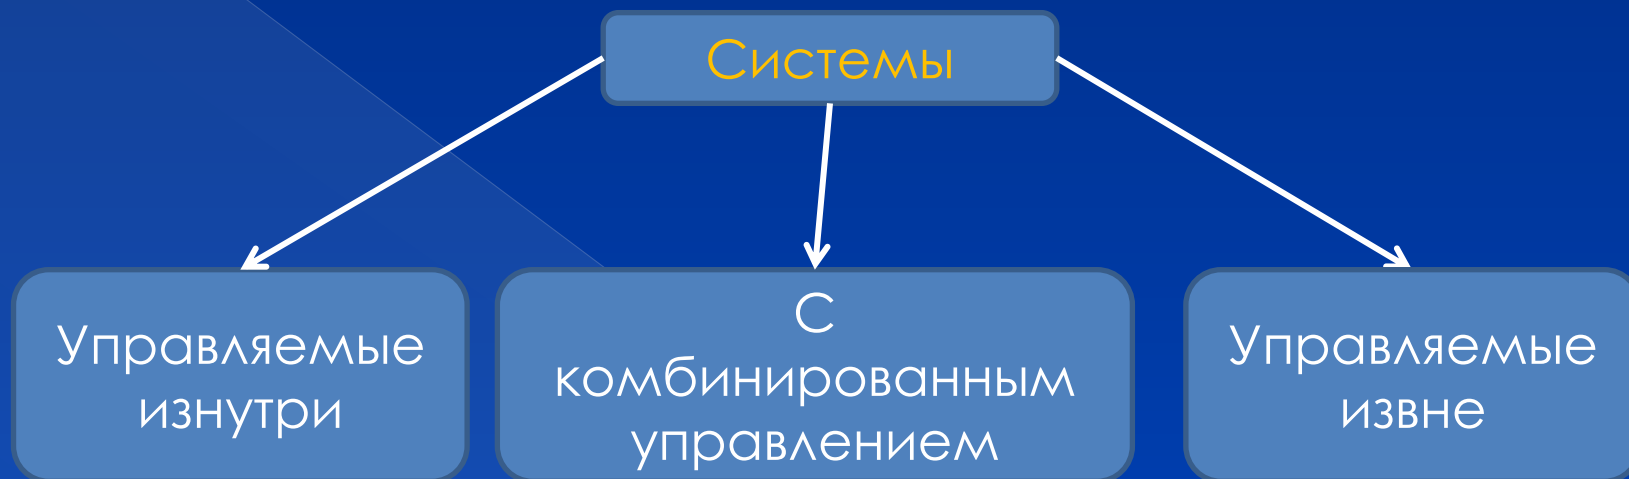 Системы
Управляемые
изнутри
С
комбинированным
управлением
Управляемые
извне